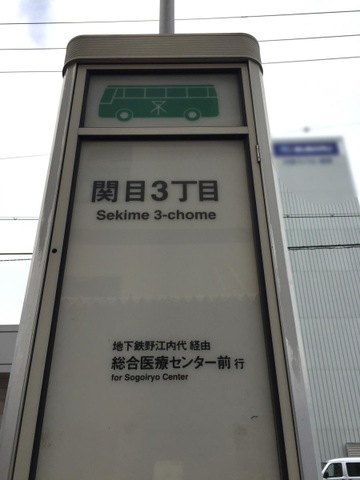 関目3丁目
Sekime 3-chome
地下鉄野江内代 経由
総合医療センター前 行
for Sogoiryo Center